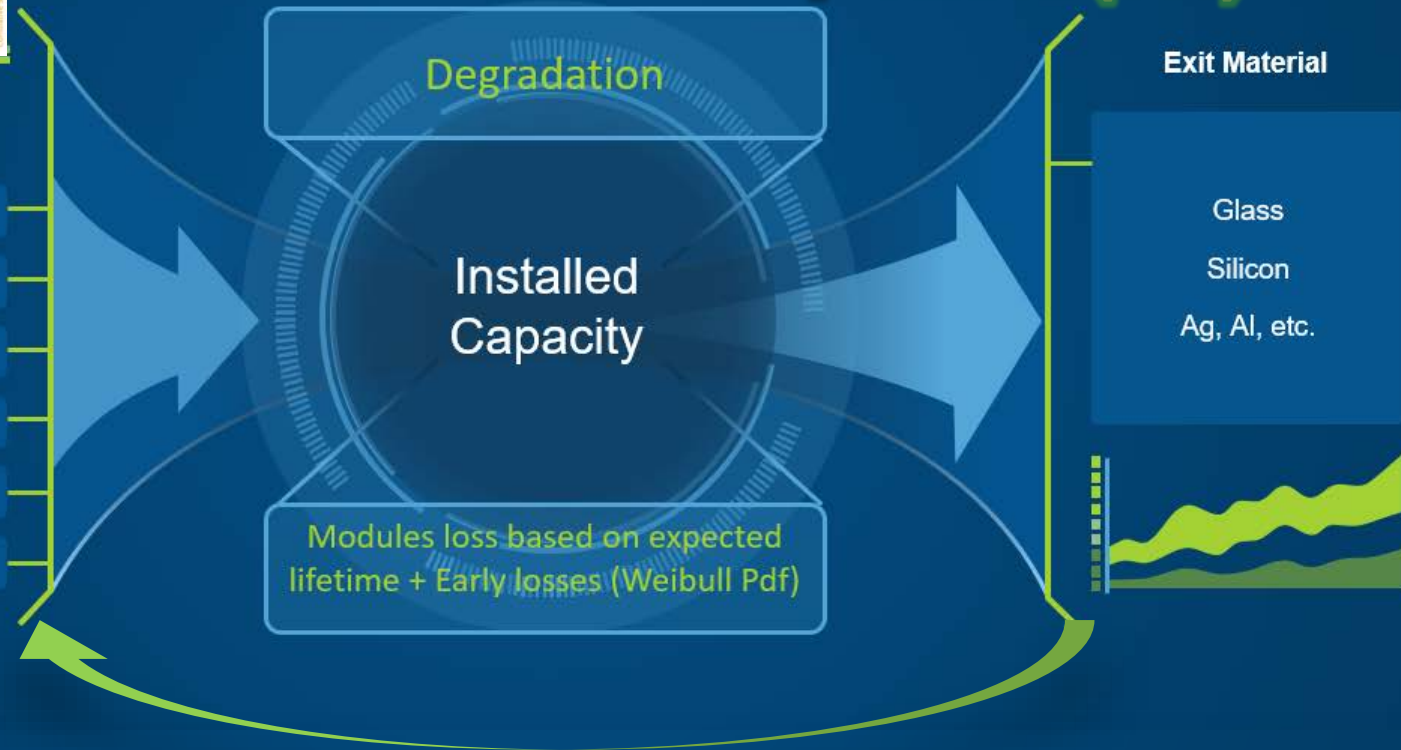 Degradation
Exit Material
Installed
Capacity
Glass
Silicon
Ag, Al, etc.
Modules loss based on expected
lifetime + Early losses (Weibull Pdf)